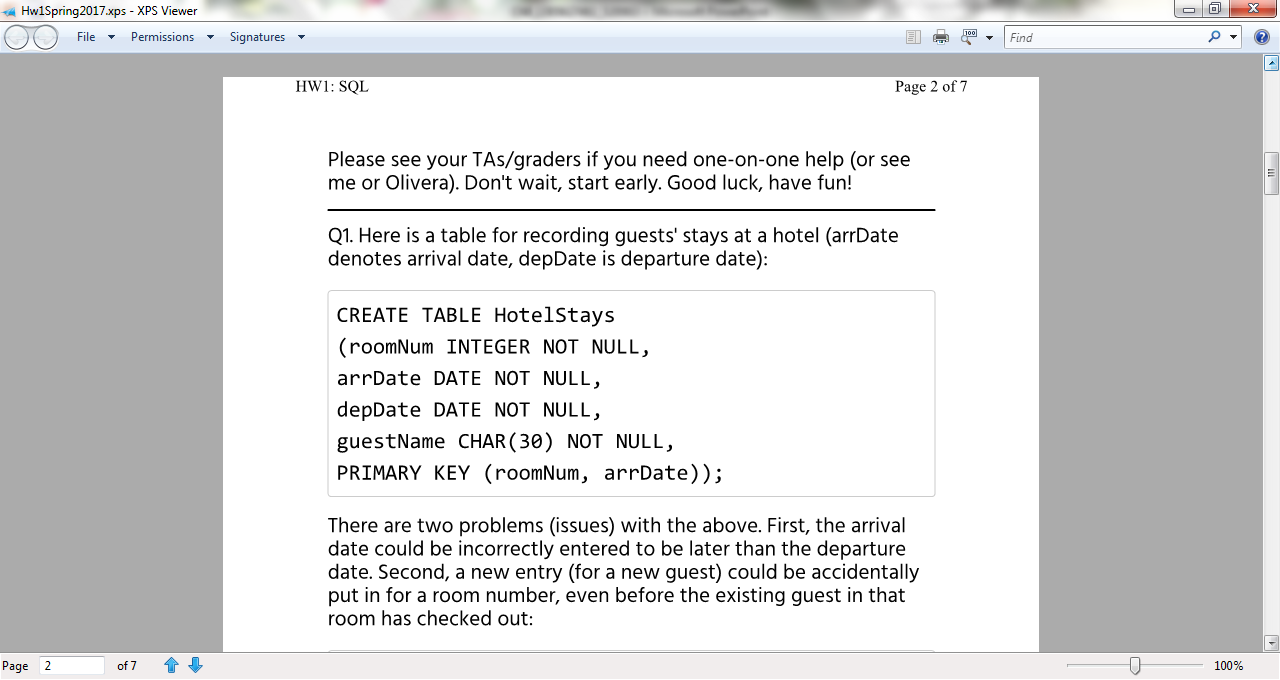 Hw1Spring2017.xps - XPS Viewer
File Permissions Signatures
Find
HW1: SQL Page 2 of 7
Please see your TAs/graders if you need one-on-one help (or see
me or Olivera). Don't wait, start early. Good luck, have fun!
Q1. Here is a table for recording guests' stays at a hotel (arrDate
denotes arrival date, depDate is departure date):
CREATE TABLE HotelStays
(roomNum INTEGER NOT NULL,
arrDate DATE NOT NULL,
depDate DATE NOT NULL,
guestName CHAR(30) NOT NULL,
PRIMARY KEY (roomNum, arrDate));
There are two problems (issues) with the above. First, the arrival
date could be incorrectly entered to be later than the departure
date. Second, a new entry (for a new guest) could be accidentally
put in for a room number, even before the existing guest in that
room has checked out:
Page 2 of 7 100%